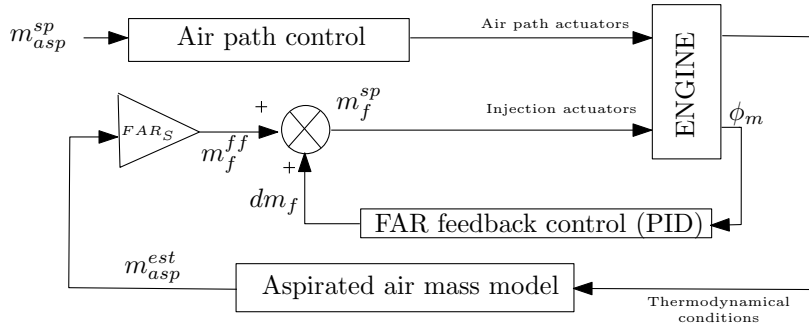 m_{asp}^{sp}
Air path control
Air path actuators
ENGINE
FAR_S
+
m_f^{ff}
m_f^{sp}
+
Injection actuators
ϕ_m
dm_f
FAR feedback control (PID)
m_{asp}^{est}
Aspirated air mass model
Thermodynamical
conditions